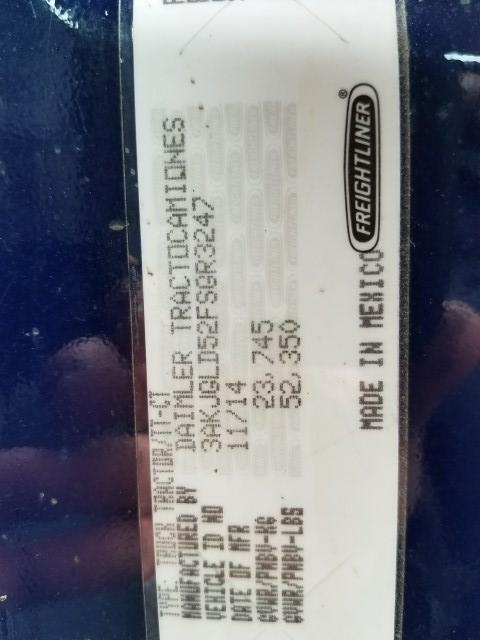 TYPE: TRUCK TRACTOR/TT-CT
MANUFACTURED BY DAIMLER TRACTOCAMIONES
VEHICLE ID NO 3AKJGLD52FSGR3247
DATE OF MFR 11/14
GVWR/PNBV-KG 23,745
GVWR/PNBV-LBS 52,350
MADE IN MEXICO
FREIGHTLINER®